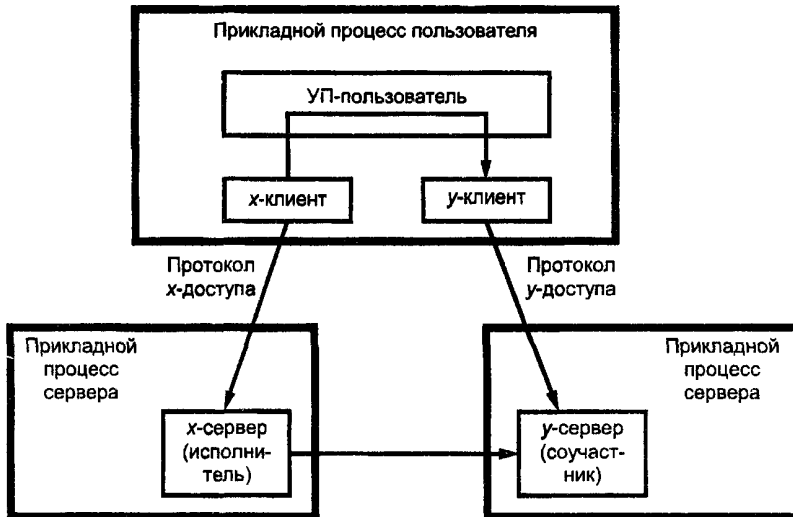 Прикладной процесс пользователя
УП-пользователь
x-клиент
y-клиент
Протокол
x-доступа
Протокол
y-доступа
Прикладной
процесс
сервера
Прикладной
процесс
сервера
x-сервер
(исполни-
тель)
y-сервер
(соучаст-
ник)